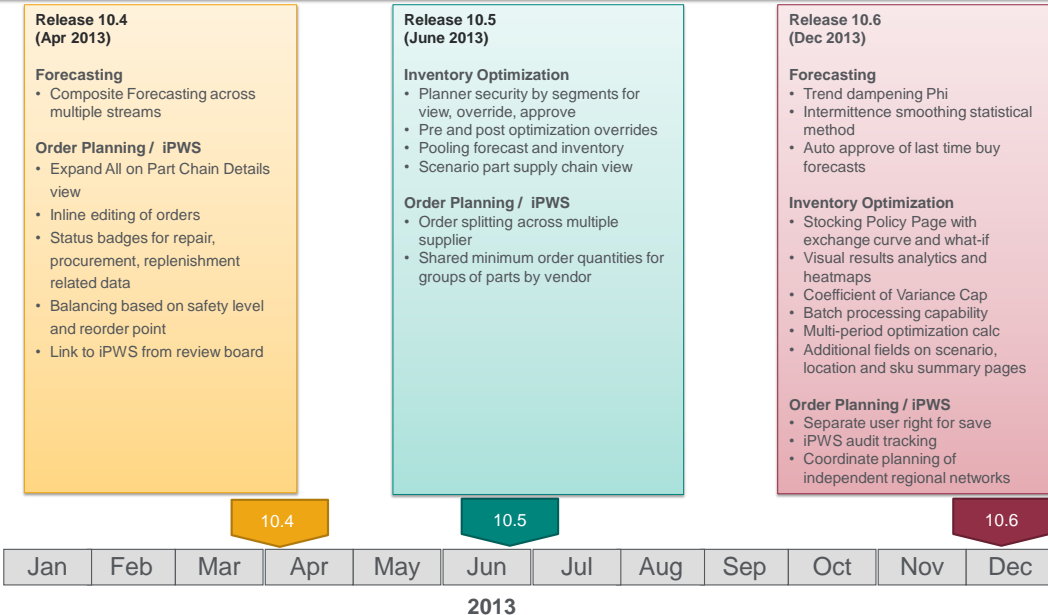 Release 10.4
(Apr 2013)
Forecasting
• Composite Forecasting across
multiple streams
Order Planning / iPWS
• Expand All on Part Chain Details
view
• Inline editing of orders
• Status badges for repair,
procurement, replenishment
related data
• Balancing based on safety level
and reorder point
• Link to iPWS from review board
Release 10.5
(June 2013)
Inventory Optimization
• Planner security by segments for
view, override, approve
• Pre and post optimization overrides
• Pooling forecast and inventory
• Scenario part supply chain view
Order Planning / iPWS
• Order splitting across multiple
supplier
• Shared minimum order quantities for
groups of parts by vendor
Release 10.6
(Dec 2013)
Forecasting
• Trend dampening Phi
• Intermittence smoothing statistical
method
• Auto approve of last time buy
forecasts
Inventory Optimization
• Stocking Policy Page with
exchange curve and what-if
• Visual results analytics and
heatmaps
• Coefficient of Variance Cap
• Batch processing capability
• Multi-period optimization calc
• Additional fields on scenario,
location and sku summary pages
Order Planning / iPWS
• Separate user right for save
• iPWS audit tracking
• Coordinate planning of
independent regional networks
10.4
10.5
10.6
Jan Feb Mar Apr May Jun Jul Aug Sep Oct Nov Dec
2013